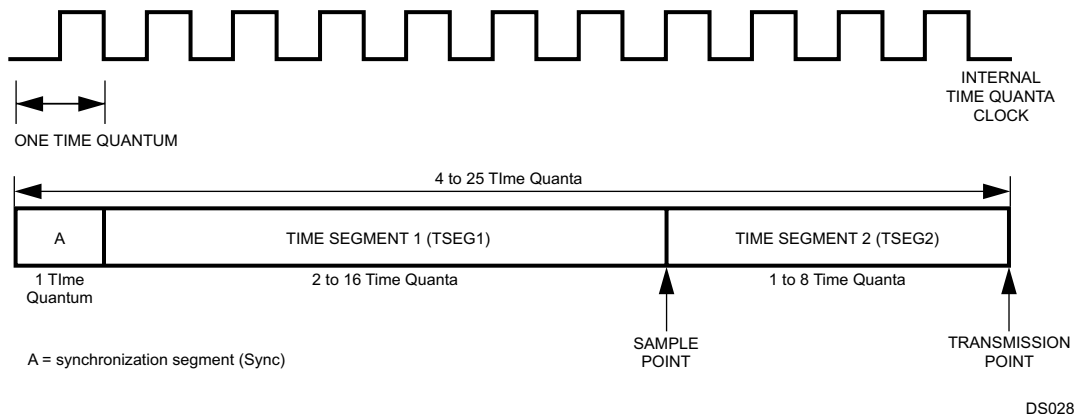 INTERNAL
TIME QUANTA
CLOCK
ONE TIME QUANTUM
4 to 25 TIme Quanta
A
TIME SEGMENT 1 (TSEG1)
TIME SEGMENT 2 (TSEG2)
1 TIme
Quantum
2 to 16 Time Quanta
1 to 8 Time Quanta
A = synchronization segment (Sync)
SAMPLE
POINT
TRANSMISSION
POINT
DS028